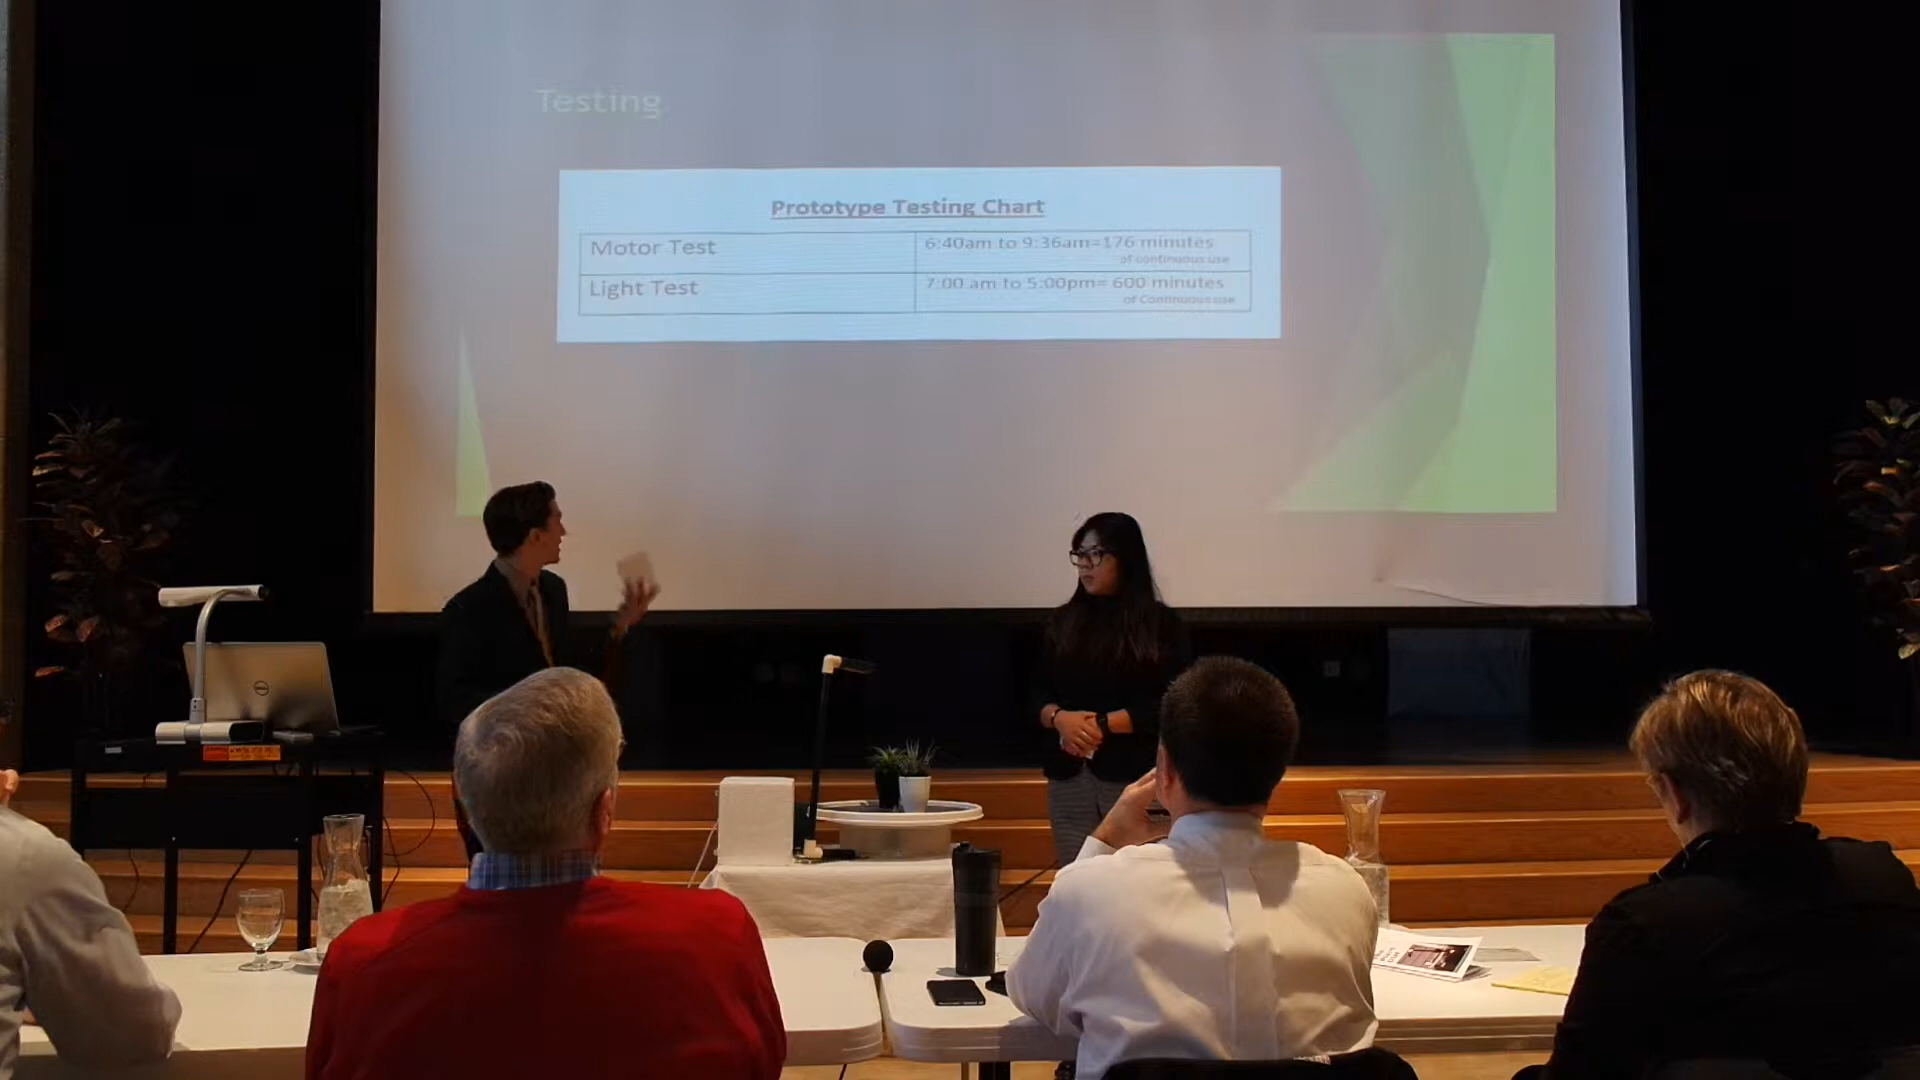 Testing
Prototype Testing Chart
Motor Test
6:40am to 9:36am=176 minutes
of continuous use
Light Test
7:00 am to 5:00pm= 600 minutes
of Continuous use
DELL